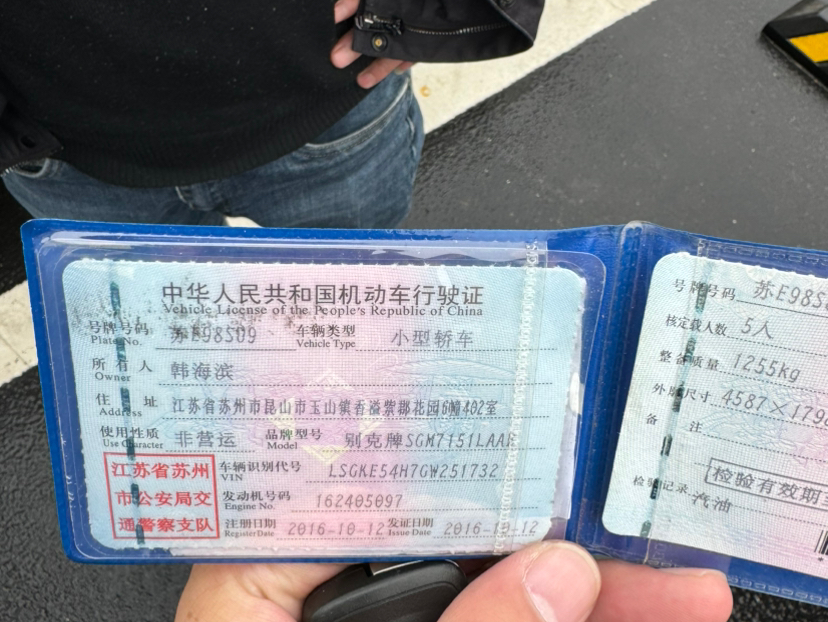 中华人民共和国机动车行驶证
Vehicle License of the People's Republic of China
号牌号码 苏E98S09 车辆类型 小型轿车
Plate No. Vehicle Type
所有人 韩海滨
Owner
住址 江苏省苏州市昆山市玉山镇香溢紫郡花园6幢402室
Address
使用性质 非营运 品牌型号 别克牌SGM7151LAA
Use Character Model
江苏省苏州
市公安局交
通警察支队
车辆识别代号 LSGKE54H7GW251732
VIN
发动机号码 162405097
Engine No.
注册日期 2016-10-12 发证日期 2016-10-12
Register Date Issue Date
号牌号码 苏E98S
核定载人数 5人
整备质量 1255kg
外廓尺寸 4587×179
备注
检验有效期至
检验记录 汽油